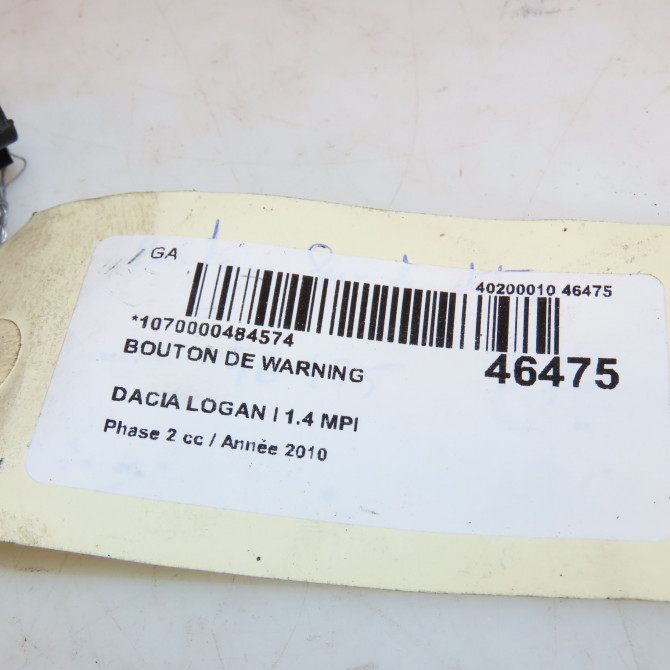 GA
40200010 46475
*1070000484574
BOUTON DE WARNING
46475
DACIA LOGAN I 1.4 MPI
Phase 2 cc / Année 2010